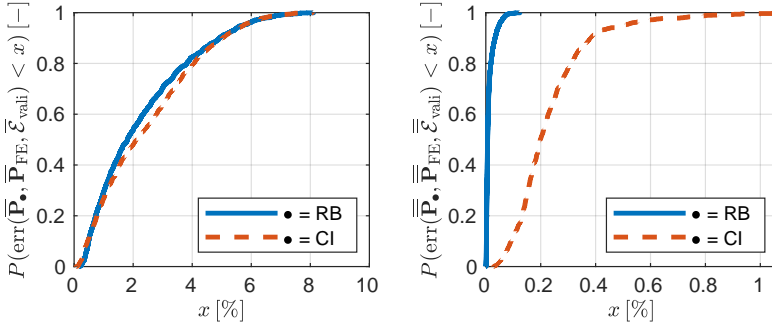 P(err(P̅•, P̅FE, ℰ̅vali) < x) [−]
1
0.8
0.6
0.4
0.2
0
• = RB
• = CI
0 2 4 6 8 10
x [%]
P(err(P̿•, P̿FE, ℰ̿vali) < x) [−]
1
0.8
0.6
0.4
0.2
0
• = RB
• = CI
0 0.2 0.4 0.6 0.8 1
x [%]